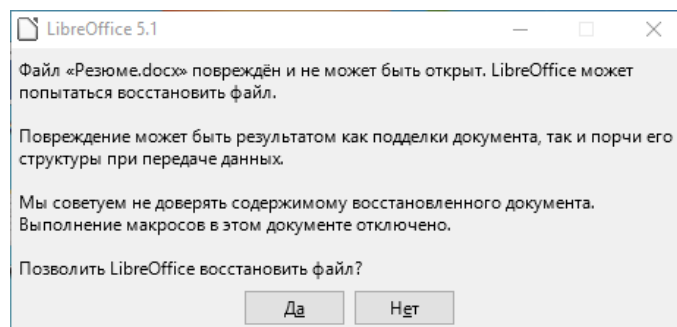 LibreOffice 5.1
Файл «Резюме.docx» повреждён и не может быть открыт. LibreOffice может
попытаться восстановить файл.
Повреждение может быть результатом как подделки документа, так и порчи его
структуры при передаче данных.
Мы советуем не доверять содержимому восстановленного документа.
Выполнение макросов в этом документе отключено.
Позволить LibreOffice восстановить файл?
Да
Нет